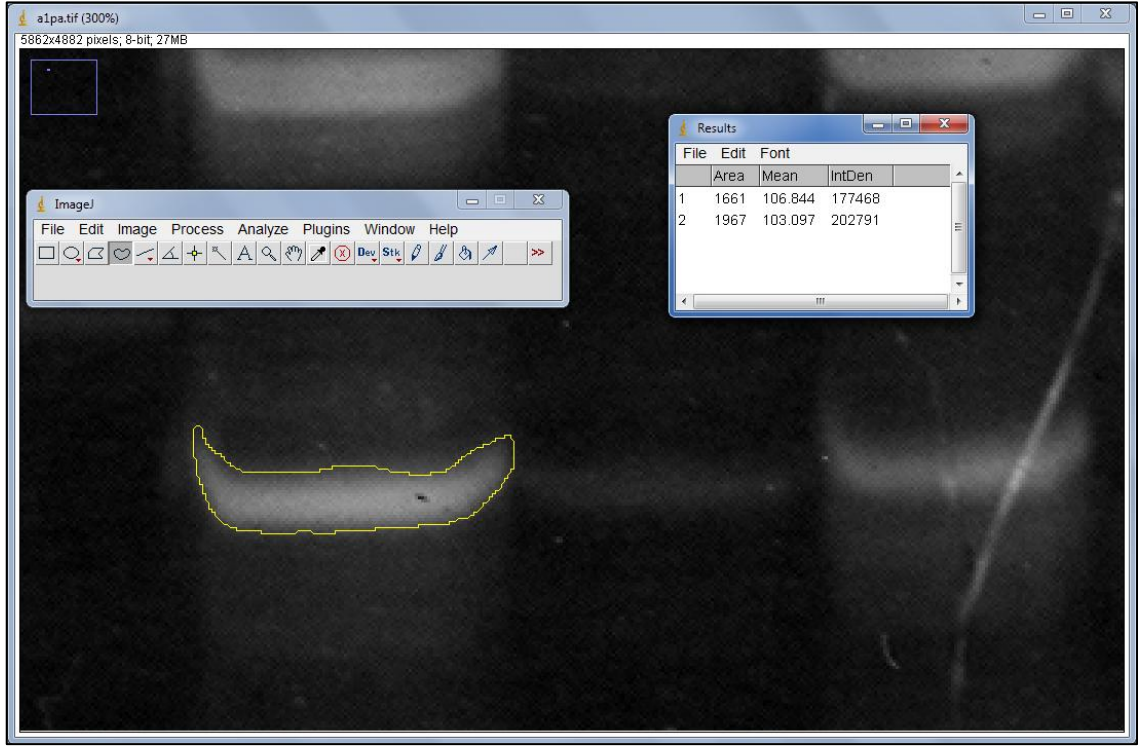 a1pa.tif (300%)
5862x4882 pixels; 8-bit; 27MB
Results
File Edit Font
Area Mean IntDen
1 1661 106.844 177468
2 1967 103.097 202791
ImageJ
File Edit Image Process Analyze Plugins Window Help
A Dev Stk >>